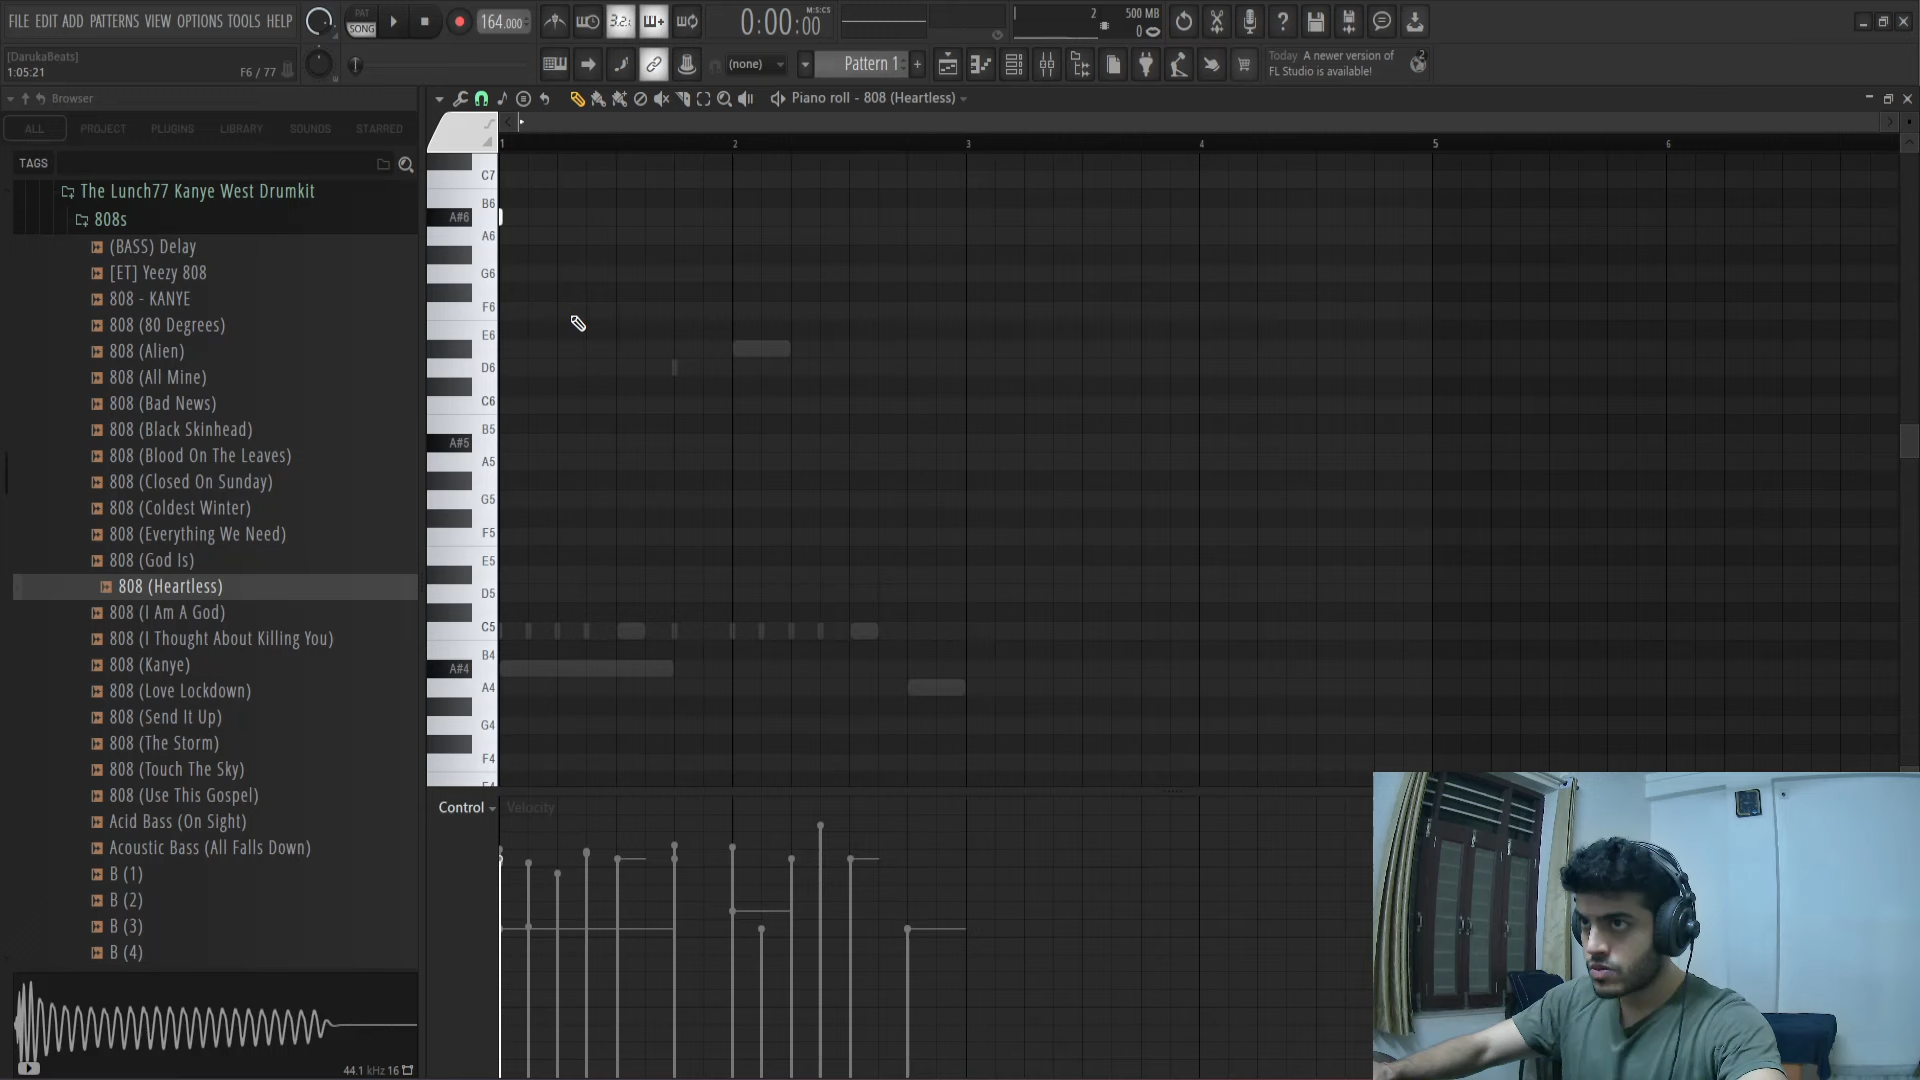 FILE EDIT ADD PATTERNS VIEW OPTIONS TOOLS HELP
PAT
SONG
164.000
3.2.
0:00:00
M:S:CS
2
500 MB
0
[DarukaBeats]
1:05:21
F6 / 77
(none)
Pattern 1
+
Today A newer version of
FL Studio is available!
2
Browser
Piano roll - 808 (Heartless)
ALL
PROJECT
PLUGINS
LIBRARY
SOUNDS
STARRED
TAGS
The Lunch77 Kanye West Drumkit
808s
(BASS) Delay
[ET] Yeezy 808
808 - KANYE
808 (80 Degrees)
808 (Alien)
808 (All Mine)
808 (Bad News)
808 (Black Skinhead)
808 (Blood On The Leaves)
808 (Closed On Sunday)
808 (Coldest Winter)
808 (Everything We Need)
808 (God Is)
808 (Heartless)
808 (I Am A God)
808 (I Thought About Killing You)
808 (Kanye)
808 (Love Lockdown)
808 (Send It Up)
808 (The Storm)
808 (Touch The Sky)
808 (Use This Gospel)
Acid Bass (On Sight)
Acoustic Bass (All Falls Down)
B (1)
B (2)
B (3)
B (4)
44.1 kHz 16
1
2
3
4
5
6
C7
B6
A#6
A6
G6
F6
E6
D6
C6
B5
A#5
A5
G5
F5
E5
D5
C5
B4
A#4
A4
G4
F4
Control
Velocity